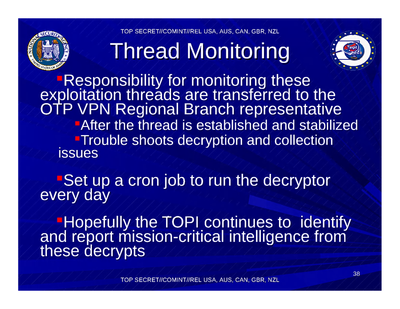 TOP SECRET//COMINT//REL USA, AUS, CAN, GBR, NZL
Thread Monitoring
Responsibility for monitoring these
exploitation threads are transferred to the
OTP VPN Regional Branch representative
After the thread is established and stabilized
Trouble shoots decryption and collection
issues
Set up a cron job to run the decryptor
every day
Hopefully the TOPI continues to identify
and report mission-critical intelligence from
these decrypts
38
TOP SECRET//COMINT//REL USA, AUS, CAN, GBR, NZL